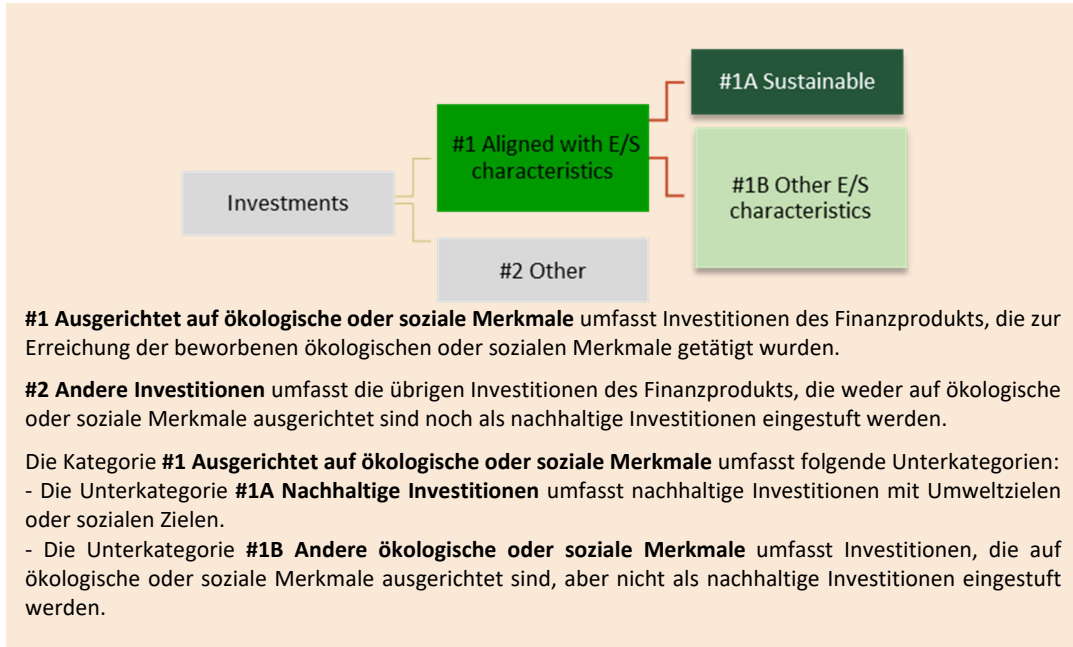 #1A Sustainable
#1 Aligned with E/S
characteristics
#1B Other E/S
characteristics
Investments
#2 Other
#1 Ausgerichtet auf ökologische oder soziale Merkmale umfasst Investitionen des Finanzprodukts, die zur
Erreichung der beworbenen ökologischen oder sozialen Merkmale getätigt wurden.
#2 Andere Investitionen umfasst die übrigen Investitionen des Finanzprodukts, die weder auf ökologische
oder soziale Merkmale ausgerichtet sind noch als nachhaltige Investitionen eingestuft werden.
Die Kategorie #1 Ausgerichtet auf ökologische oder soziale Merkmale umfasst folgende Unterkategorien:
- Die Unterkategorie #1A Nachhaltige Investitionen umfasst nachhaltige Investitionen mit Umweltzielen
oder sozialen Zielen.
- Die Unterkategorie #1B Andere ökologische oder soziale Merkmale umfasst Investitionen, die auf
ökologische oder soziale Merkmale ausgerichtet sind, aber nicht als nachhaltige Investitionen eingestuft
werden.